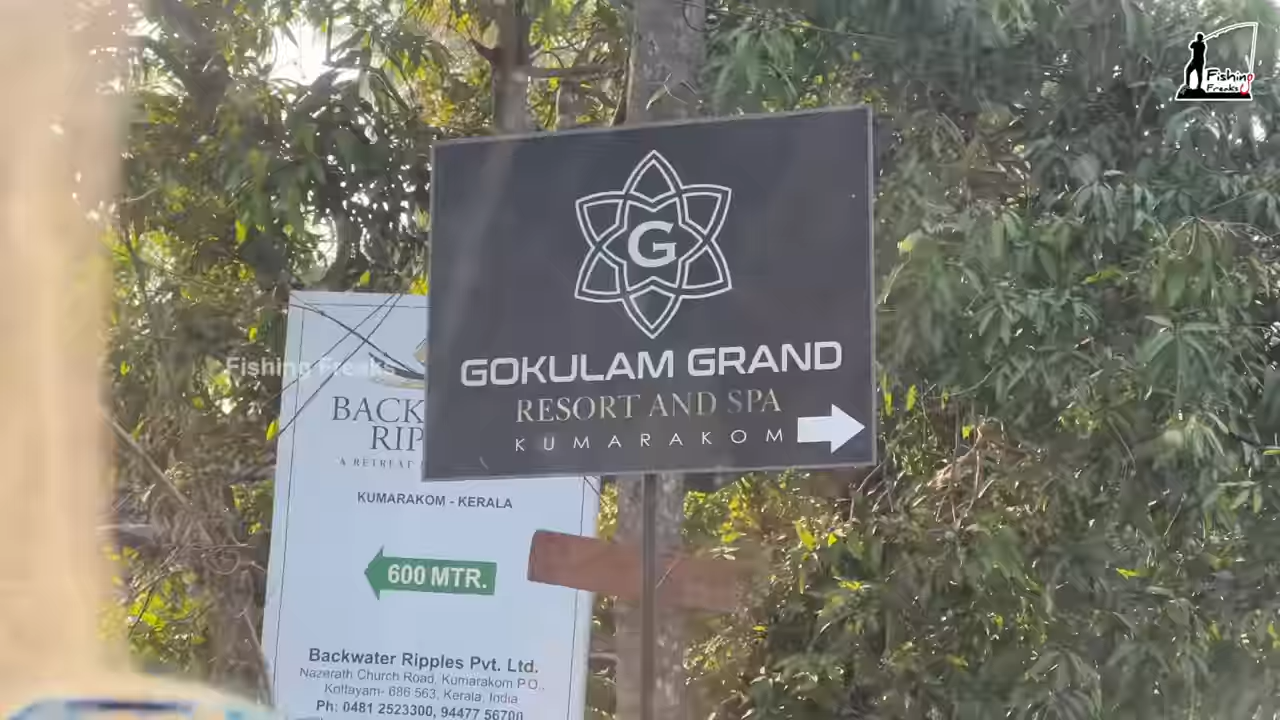 Fishing
Freaks
G
GOKULAM GRAND
RESORT AND SPA
KUMARAKOM
Fishing Freaks
BACK
RIP
A RETREAT
KUMARAKOM - KERALA
600 MTR.
Backwater Ripples Pvt. Ltd.
Nazerath Church Road, Kumarakom P.O.,
Kottayam- 686 563, Kerala, India
Ph: 0481 2523300, 94477 56700